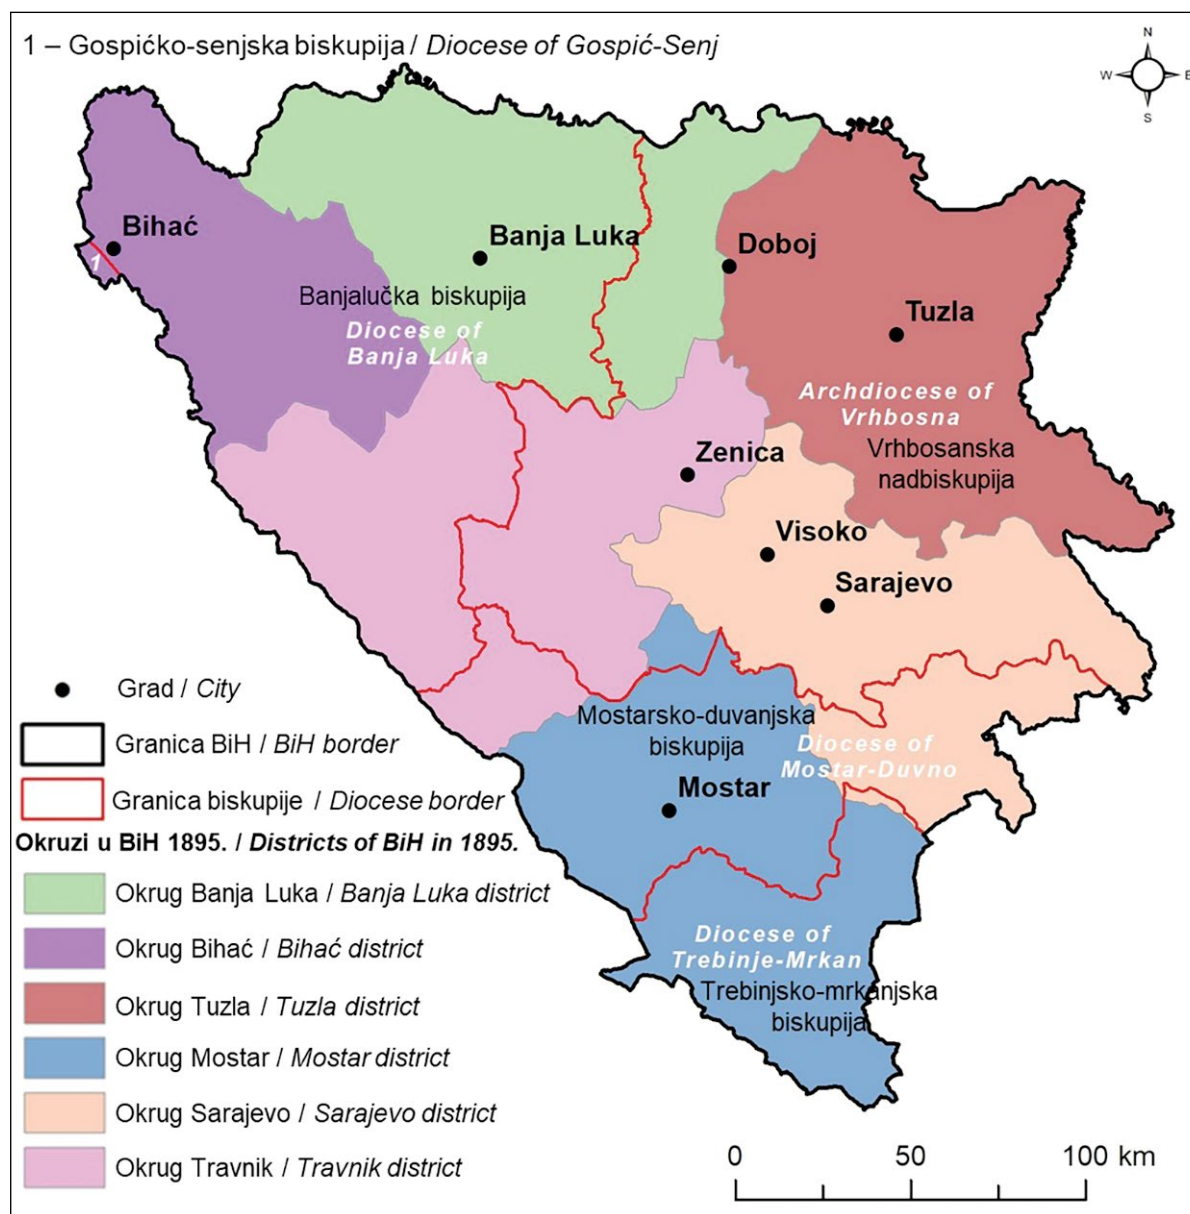 1 – Gospićko-senjska biskupija / Diocese of Gospić-Senj
N
W E
S
Bihać
1
Banja Luka
Banjalučka biskupija
Diocese of
Banja Luka
Doboj
Tuzla
Archdiocese of
Vrhbosna
Vrhbosanska
nadbiskupija
Zenica
Visoko
Sarajevo
Mostarsko-duvanjska
biskupija
Diocese of
Mostar-Duvno
Mostar
Diocese of
Trebinje-Mrkan
Trebinjsko-mrkanjska
biskupija
Grad / City
Granica BiH / BiH border
Granica biskupije / Diocese border
Okruzi u BiH 1895. / Districts of BiH in 1895.
Okrug Banja Luka / Banja Luka district
Okrug Bihać / Bihać district
Okrug Tuzla / Tuzla district
Okrug Mostar / Mostar district
Okrug Sarajevo / Sarajevo district
Okrug Travnik / Travnik district
0 50 100 km